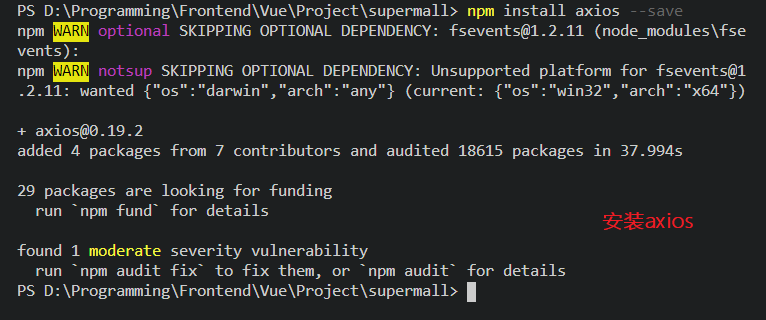 PS D:\Programming\Frontend\Vue\Project\supermall> npm install axios --save
npm WARN optional SKIPPING OPTIONAL DEPENDENCY: fsevents@1.2.11 (node_modules\fse
vents):
npm WARN notsup SKIPPING OPTIONAL DEPENDENCY: Unsupported platform for fsevents@1
.2.11: wanted {"os":"darwin","arch":"any"} (current: {"os":"win32","arch":"x64"})
+ axios@0.19.2
added 4 packages from 7 contributors and audited 18615 packages in 37.994s
29 packages are looking for funding
run `npm fund` for details
安装axios
found 1 moderate severity vulnerability
run `npm audit fix` to fix them, or `npm audit` for details
PS D:\Programming\Frontend\Vue\Project\supermall>